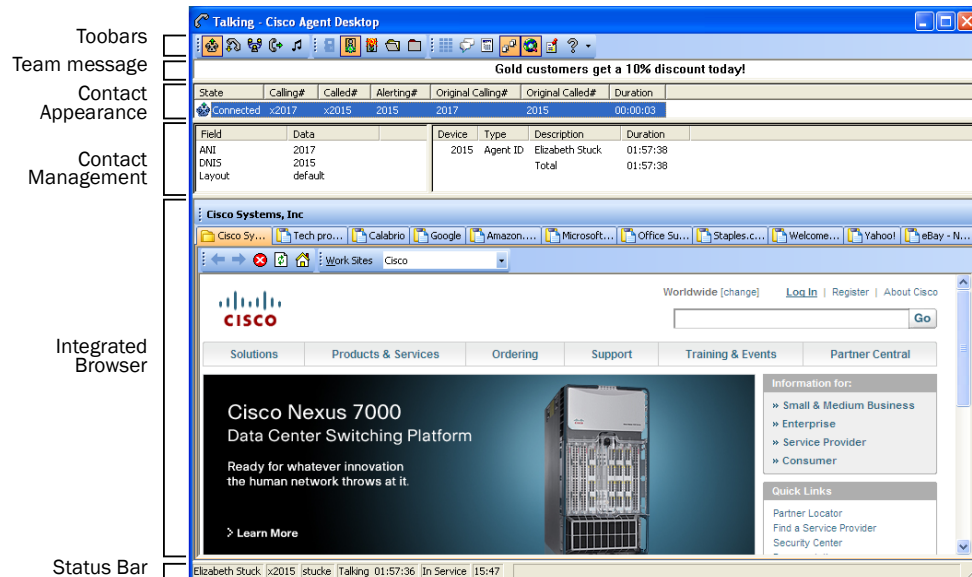 Talking - Cisco Agent Desktop
Toobars
Team message
Gold customers get a 10% discount today!
Contact Appearance
State Calling# Called# Alerting# Original Calling# Original Called# Duration
Connected x2017 x2015 2015 2017 2015 00:00:03
Contact Management
Field Data
ANI 2017
DNIS 2015
Layout default
Device Type Description Duration
2015 Agent ID Elizabeth Stuck 01:57:38
Total 01:57:38
Integrated Browser
Cisco Systems, Inc
Cisco Sy... Tech pro... Calabrio Google Amazon.... Microsoft... Office Su... Staples.c... Welcome... Yahoo! eBay - N...
Work Sites Cisco
CISCO
Worldwide [change] Log In | Register | About Cisco
Go
Solutions Products & Services Ordering Support Training & Events Partner Central
Cisco Nexus 7000
Data Center Switching Platform
Ready for whatever innovation
the human network throws at it.
> Learn More
Information for:
» Small & Medium Business
» Enterprise
» Service Provider
» Consumer
Quick Links
Partner Locator
Find a Service Provider
Security Center
Status Bar
Elizabeth Stuck x2015 stucke Talking 01:57:36 In Service 15:47